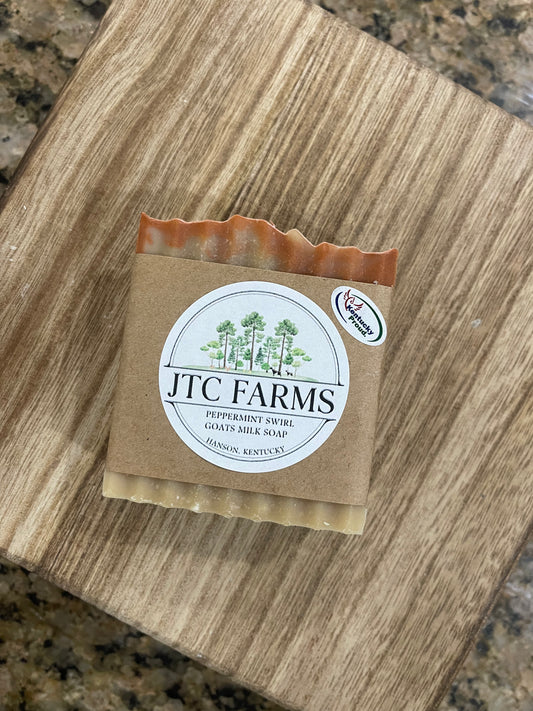 Kentucky
Proud.
JTC FARMS
PEPPERMINT SWIRL
GOATS MILK SOAP
HANSON, KENTUCKY